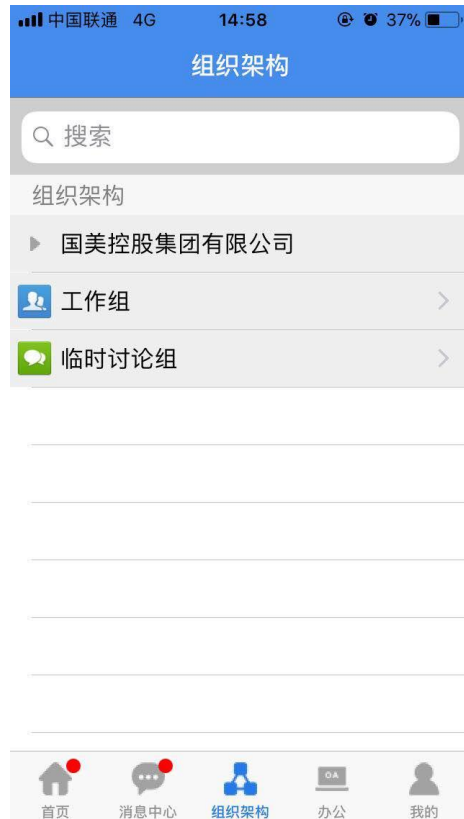 中国联通 4G 14:58 37%
组织架构
搜索
组织架构
国美控股集团有限公司
工作组
临时讨论组
OA
首页 消息中心 组织架构 办公 我的